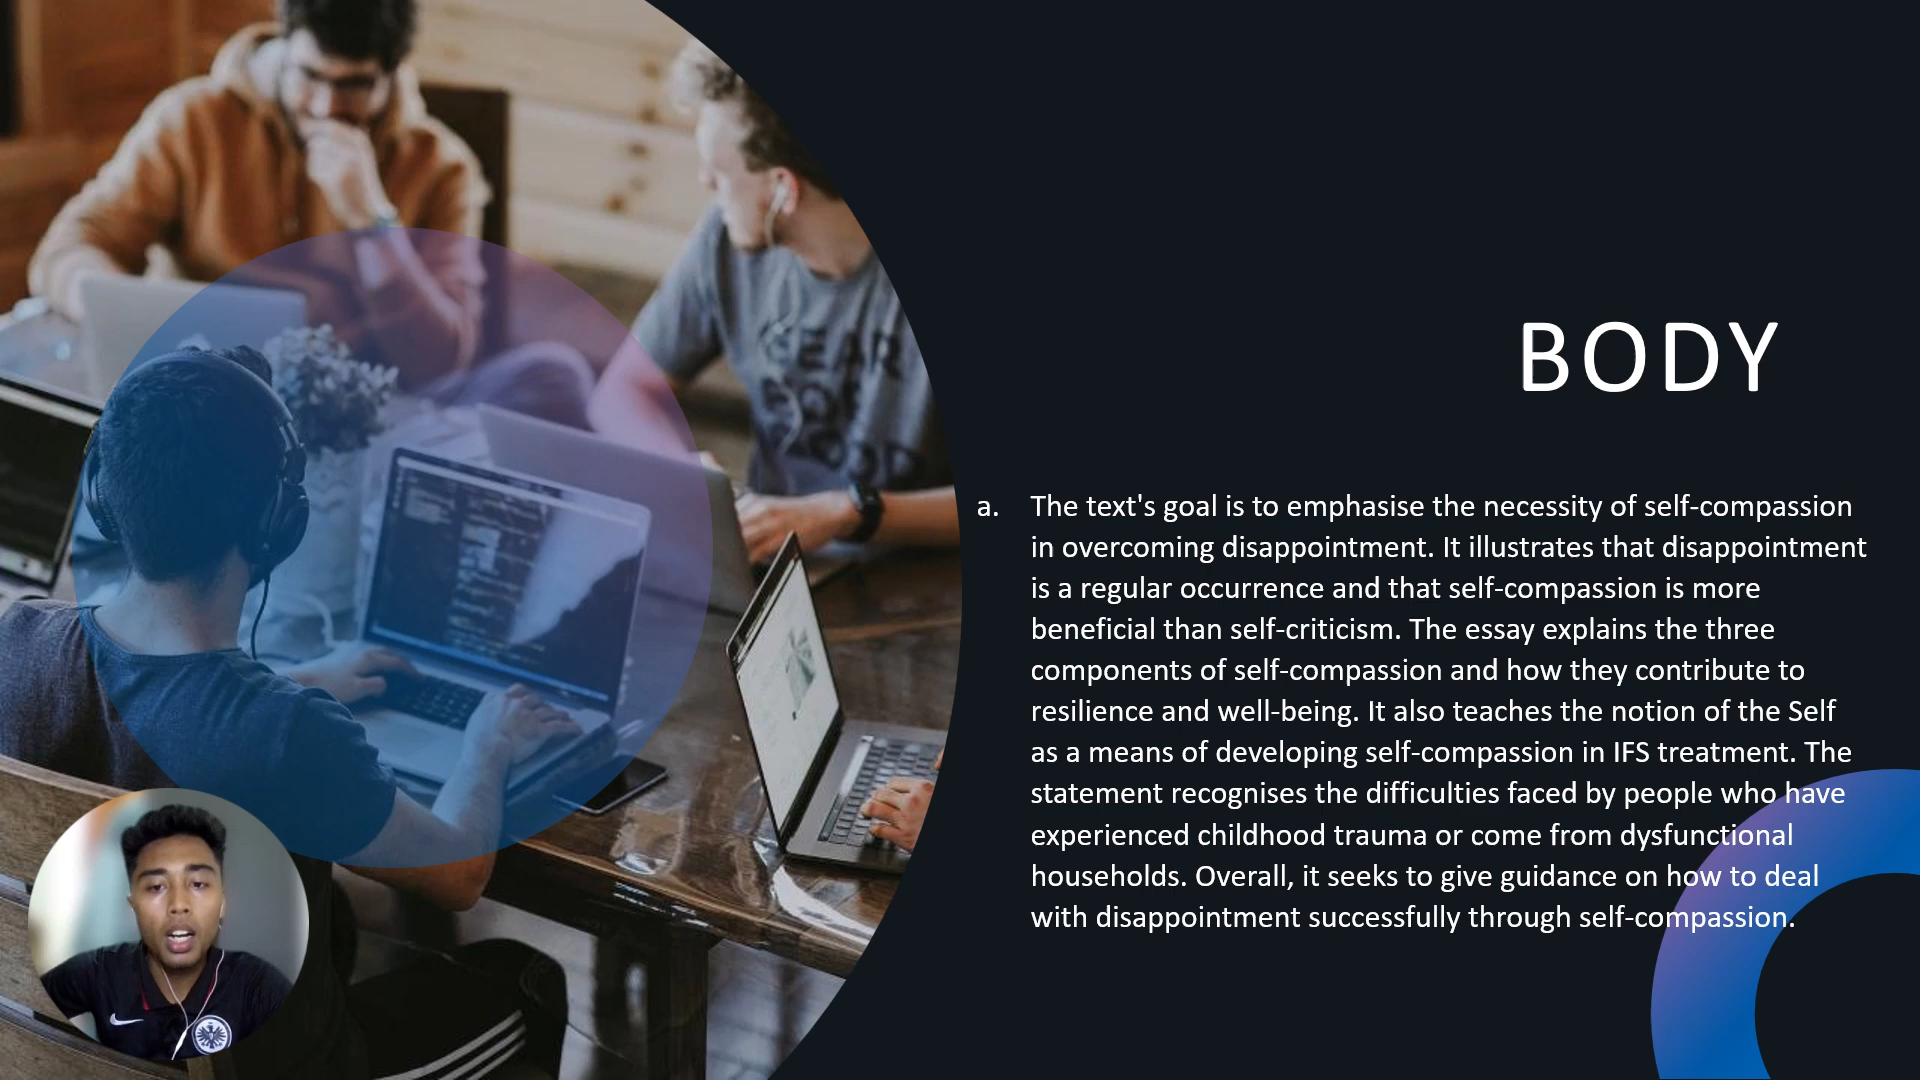 BODY
a. The text's goal is to emphasise the necessity of self-compassion
in overcoming disappointment. It illustrates that disappointment
is a regular occurrence and that self-compassion is more
beneficial than self-criticism. The essay explains the three
components of self-compassion and how they contribute to
resilience and well-being. It also teaches the notion of the Self
as a means of developing self-compassion in IFS treatment. The
statement recognises the difficulties faced by people who have
experienced childhood trauma or come from dysfunctional
households. Overall, it seeks to give guidance on how to deal
with disappointment successfully through self-compassion.